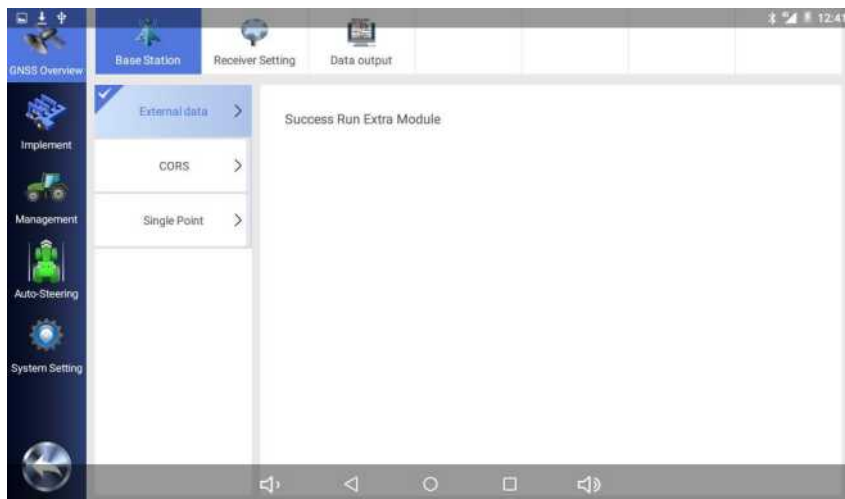 12:41
GNSS Overview
Base Station
Receiver Setting
Data output
External data
Success Run Extra Module
Implement
CORS
Management
Single Point
Auto-Steering
System Setting